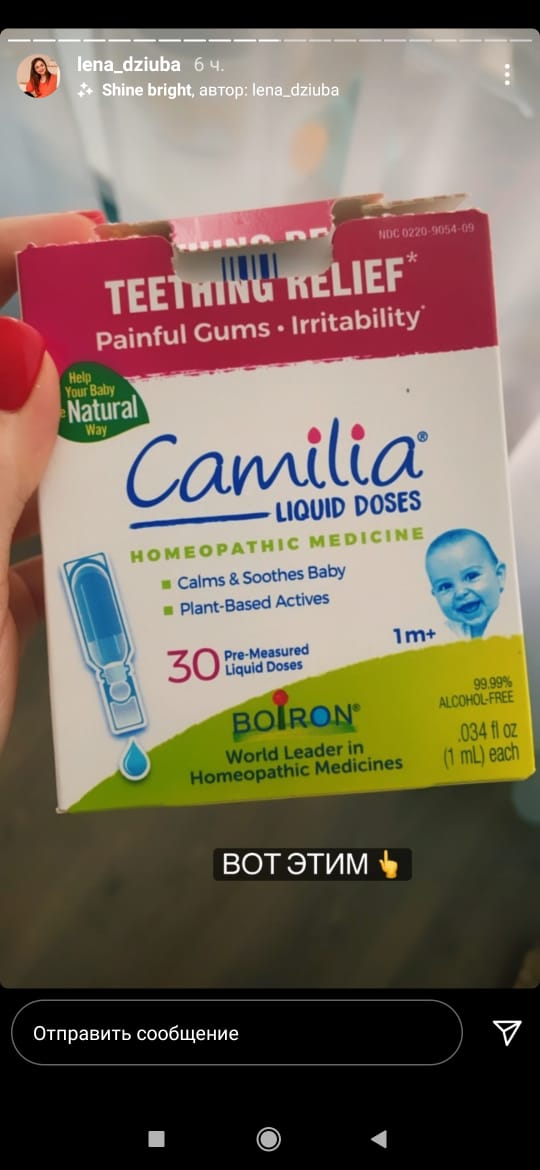 lena_dziuba 6 ч.
Shine bright, автор: lena_dziuba
NDC 0220-9054-09
TEETHING RELIEF*
Painful Gums • Irritability*
Help
Your Baby
Natural
Way
Camilia®
LIQUID DOSES
HOMEOPATHIC MEDICINE
Calms & Soothes Baby
Plant-Based Actives
1m+
30 Pre-Measured
Liquid Doses
BOIRON®
World Leader in
Homeopathic Medicines
99.99%
ALCOHOL-FREE
.034 fl oz
(1 mL) each
ВОТ ЭТИМ 👆
Отправить сообщение